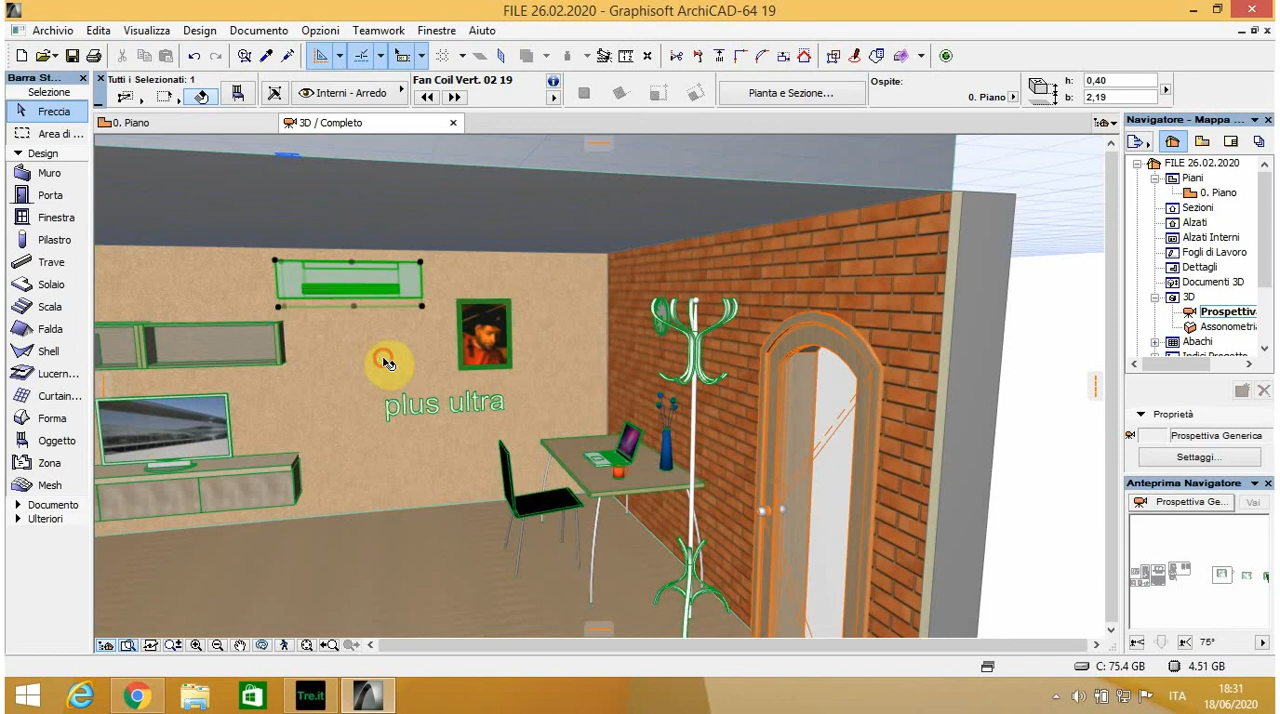 FILE 26.02.2020 - Graphisoft ArchiCAD-64 19
Archivio Edita Visualizza Design Documento Opzioni Teamwork Finestre Aiuto
Barra St...
Selezione
Freccia
Area di ...
Design
Muro
Porta
Finestra
Pilastro
Trave
Solaio
Scala
Falda
Shell
Lucern...
Curtain...
Forma
Oggetto
Zona
Mesh
Documento
Ulteriori
Tutti i Selezionati: 1
Interni - Arredo
Fan Coil Vert. 02 19
Pianta e Sezione...
Ospite:
0. Piano
h: 0,40
b: 2,19
0. Piano
3D / Completo
plus ultra
Navigatore - Mappa ...
FILE 26.02.2020
Piani
0. Piano
Sezioni
Alzati
Alzati Interni
Fogli di Lavoro
Dettagli
Documenti 3D
3D
Prospettiv
Assonometria
Abachi
Indici Progetto
Proprietà
Prospettiva Generica
Settaggi...
Anteprima Navigatore
Prospettiva Ge...
Vai
75°
C: 75.4 GB
4.51 GB
Tre.it
ITA
18:31
18/06/2020